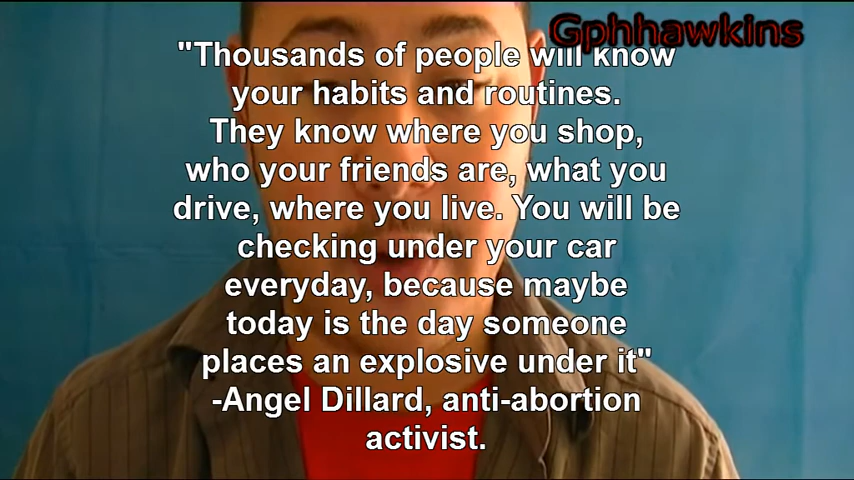 Gphhawkins
"Thousands of people will know
your habits and routines.
They know where you shop,
who your friends are, what you
drive, where you live. You will be
checking under your car
everyday, because maybe
today is the day someone
places an explosive under it"
-Angel Dillard, anti-abortion
activist.